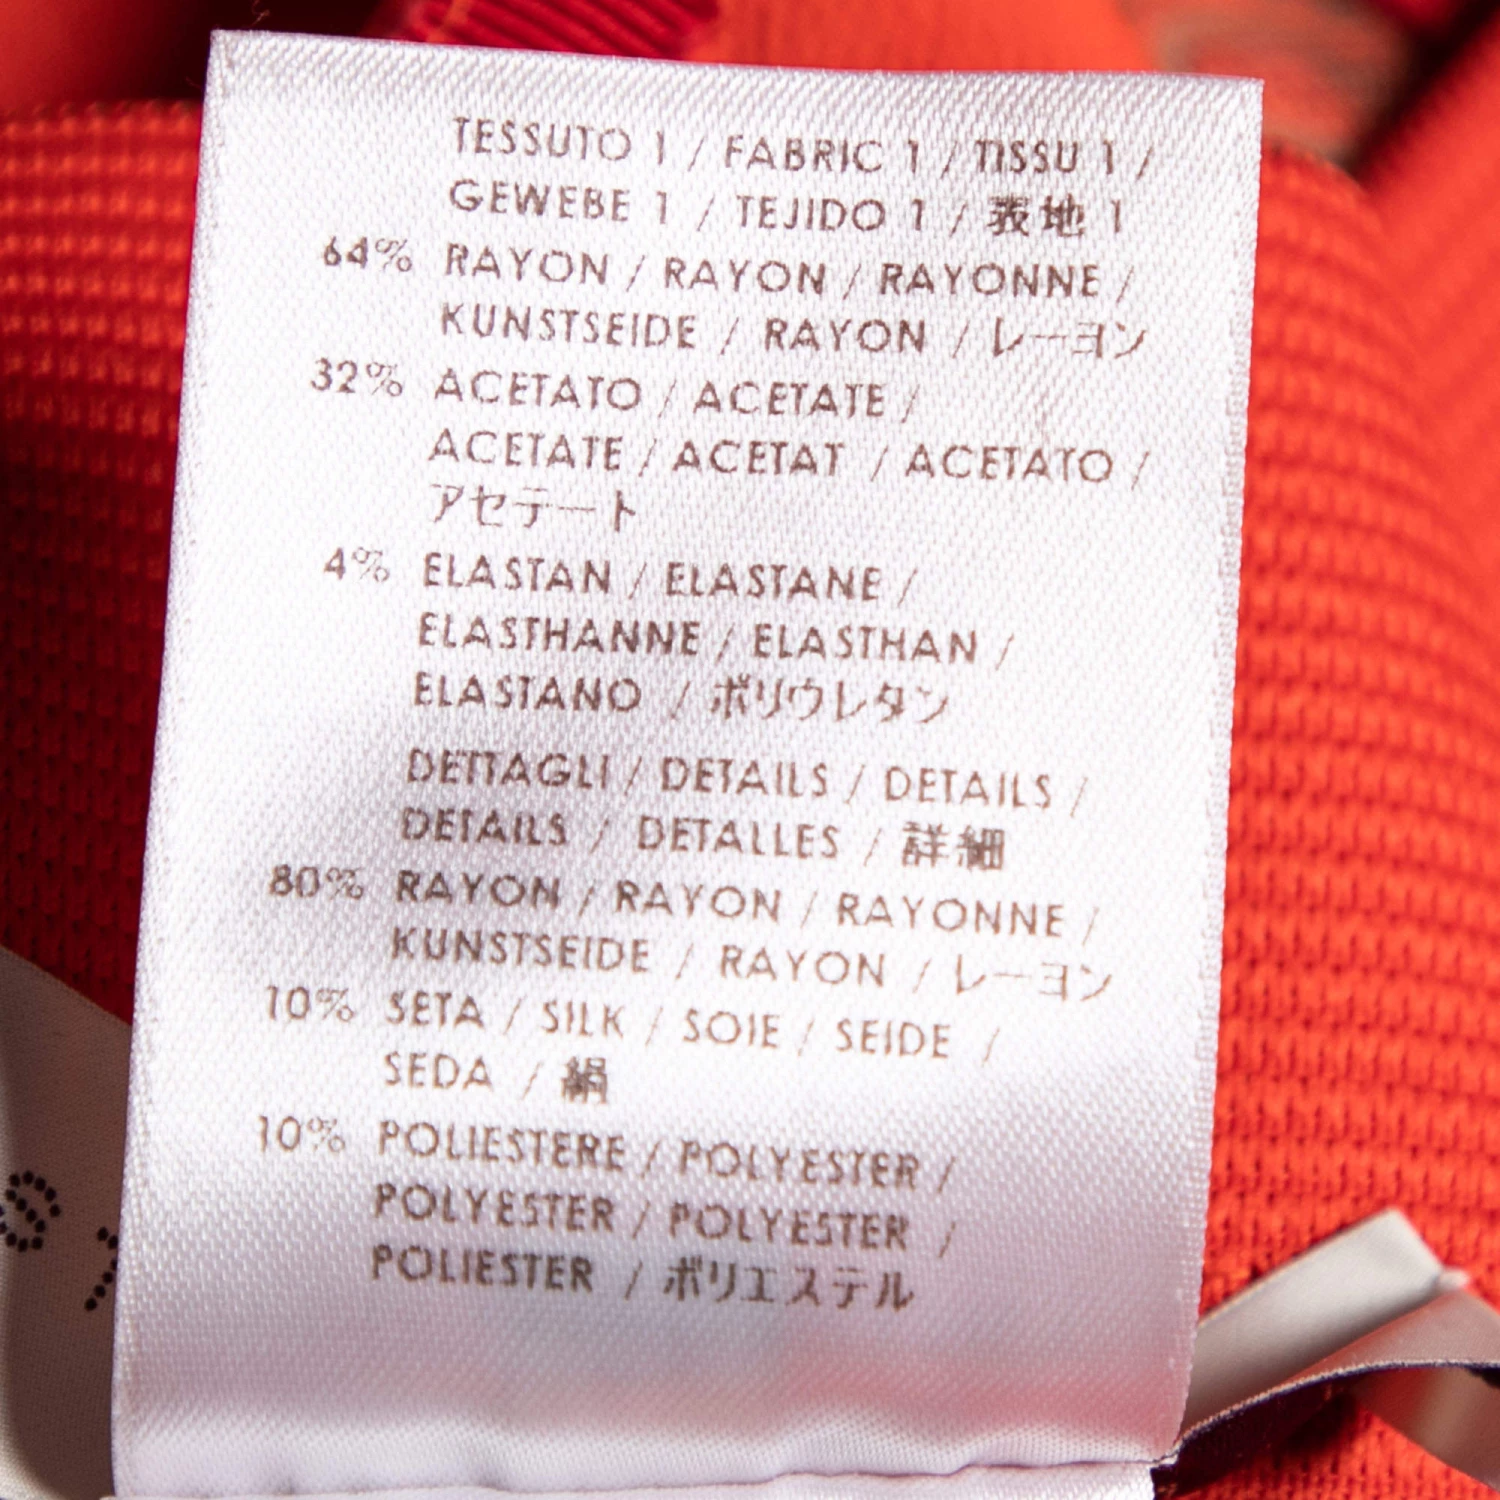 TESSUTO 1 / FABRIC 1 / TISSU 1 /
GEWEBE 1 / TEJIDO 1 / 表地 1
64% RAYON / RAYON / RAYONNE /
KUNSTSEIDE / RAYON / レーヨン
32% ACETATO / ACETATE /
ACETATE / ACETAT / ACETATO /
アセテート
4% ELASTAN / ELASTANE /
ELASTHANNE / ELASTHAN /
ELASTANO / ポリウレタン
DETTAGLI / DETAILS / DETAILS /
DETAILS / DETALLES / 詳細
80% RAYON / RAYON / RAYONNE /
KUNSTSEIDE / RAYON / レーヨン
10% SETA / SILK / SOIE / SEIDE /
SEDA / 絹
10% POLIESTERE / POLYESTER /
POLYESTER / POLYESTER /
POLIESTER / ポリエステル